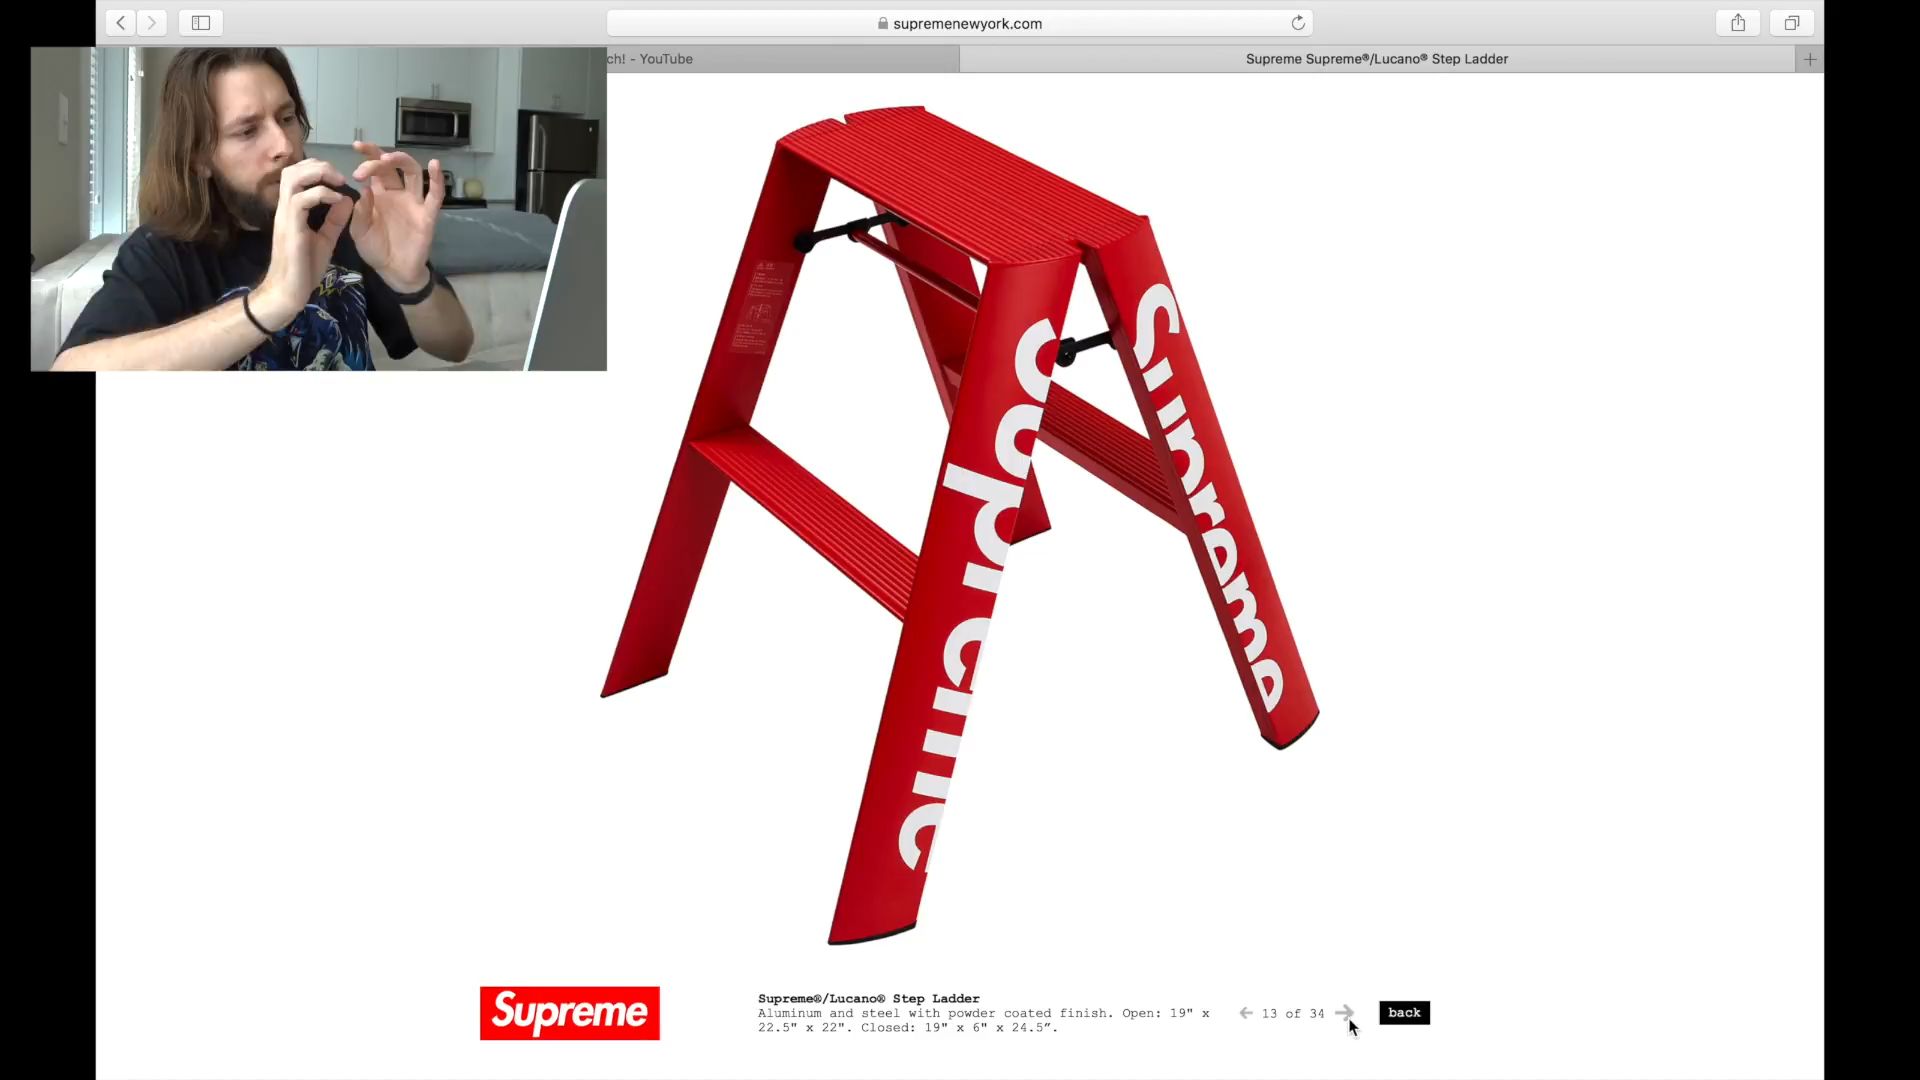 supremenewyork.com
ch! - YouTube
Supreme Supreme®/Lucano® Step Ladder
Supreme
Supreme
Supreme
Supreme®/Lucano® Step Ladder
Aluminum and steel with powder coated finish. Open: 19" x
22.5" x 22". Closed: 19" x 6" x 24.5".
13 of 34
back